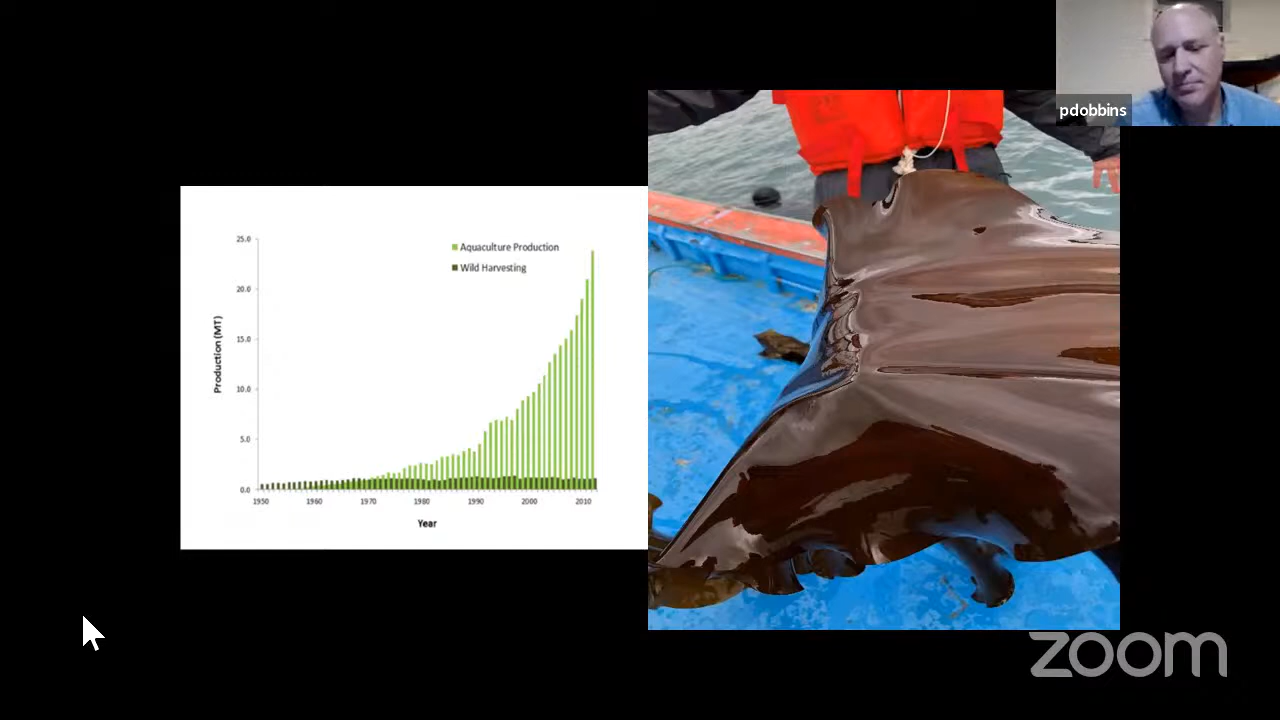 pdobbins
Aquaculture Production
Wild Harvesting
25.0
20.0
15.0
10.0
5.0
0.0
Production (MT)
1950 1960 1970 1980 1990 2000 2010
Year
zoom